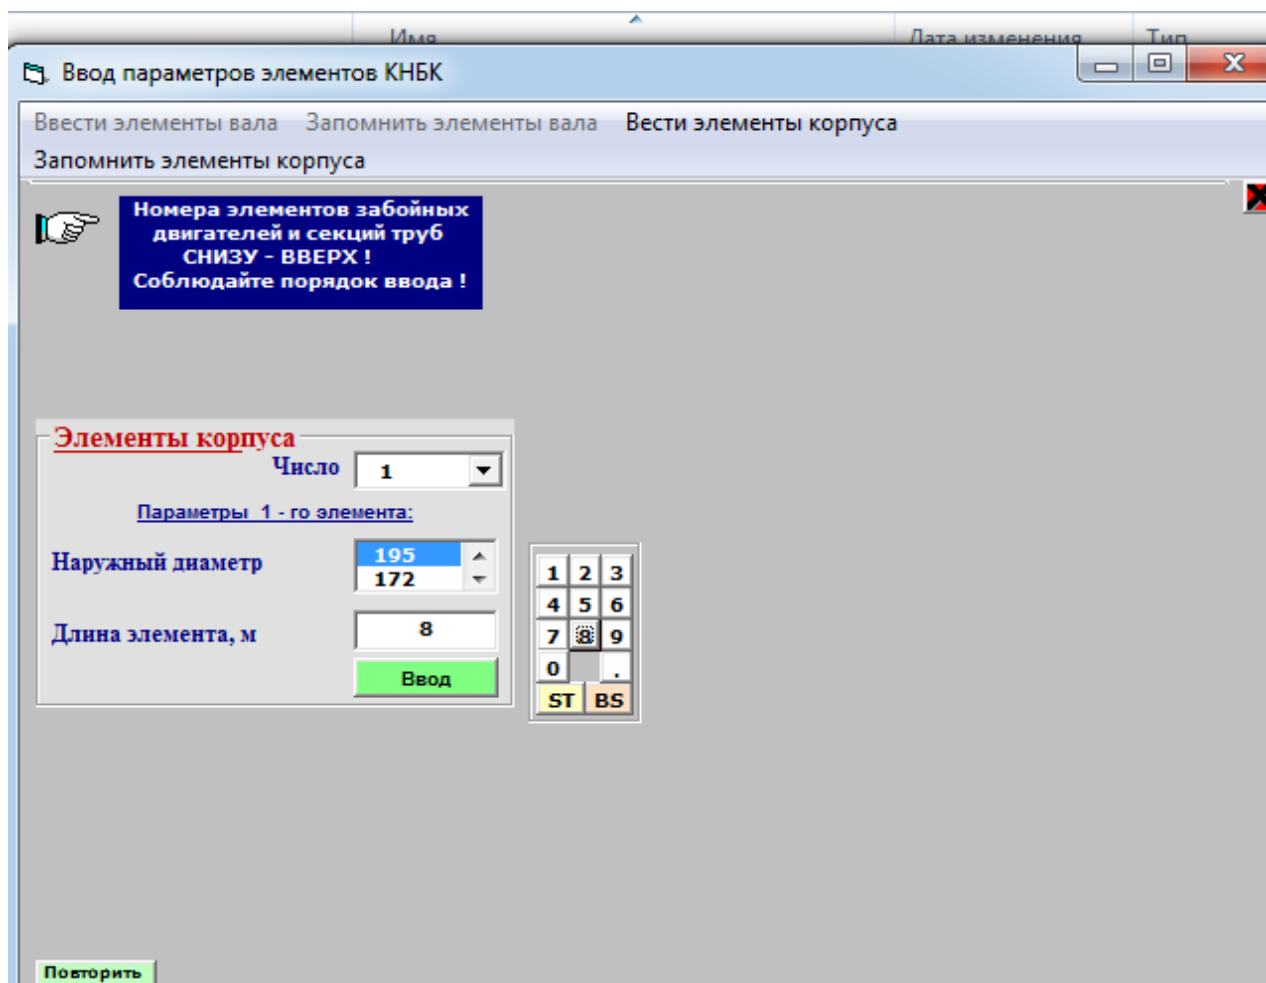 Имя Дата изменения Тип
Ввод параметров элементов КНБК
Ввести элементы вала Запомнить элементы вала Вести элементы корпуса
Запомнить элементы корпуса
Номера элементов забойных
двигателей и секций труб
СНИЗУ - ВВЕРХ !
Соблюдайте порядок ввода !
Элементы корпуса
Число 1
Параметры 1 - го элемента:
Наружный диаметр 195
172
Длина элемента, м 8
Ввод
1 2 3
4 5 6
7 8 9
0 .
ST BS
Повторить